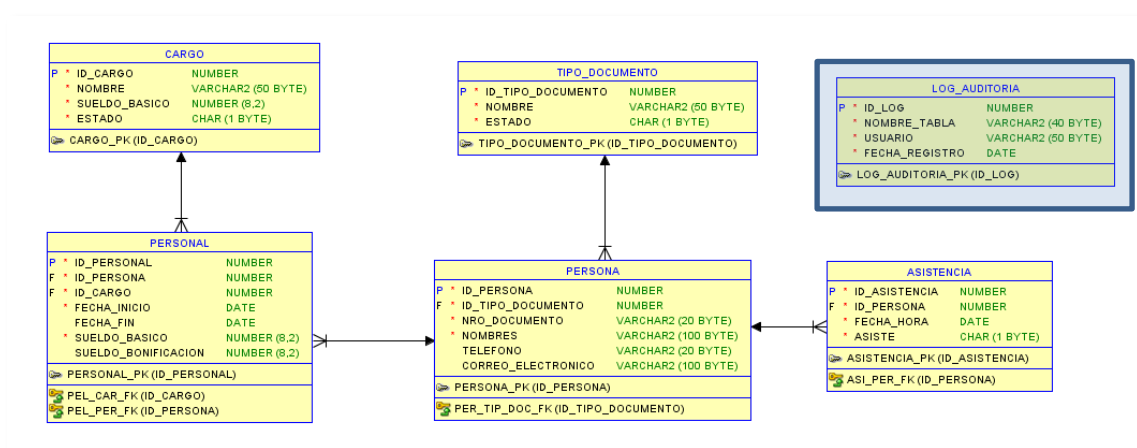 CARGO
P * ID_CARGO NUMBER
* NOMBRE VARCHAR2 (50 BYTE)
* SUELDO_BASICO NUMBER (8,2)
* ESTADO CHAR (1 BYTE)
CARGO_PK (ID_CARGO)
TIPO_DOCUMENTO
P * ID_TIPO_DOCUMENTO NUMBER
* NOMBRE VARCHAR2 (50 BYTE)
* ESTADO CHAR (1 BYTE)
TIPO_DOCUMENTO_PK (ID_TIPO_DOCUMENTO)
LOG_AUDITORIA
P * ID_LOG NUMBER
* NOMBRE_TABLA VARCHAR2 (40 BYTE)
* USUARIO VARCHAR2 (50 BYTE)
* FECHA_REGISTRO DATE
LOG_AUDITORIA_PK (ID_LOG)
PERSONAL
P * ID_PERSONAL NUMBER
F * ID_PERSONA NUMBER
F * ID_CARGO NUMBER
* FECHA_INICIO DATE
FECHA_FIN DATE
* SUELDO_BASICO NUMBER (8,2)
SUELDO_BONIFICACION NUMBER (8,2)
PERSONAL_PK (ID_PERSONAL)
PEL_CAR_FK (ID_CARGO)
PEL_PER_FK (ID_PERSONA)
PERSONA
P * ID_PERSONA NUMBER
F * ID_TIPO_DOCUMENTO NUMBER
* NRO_DOCUMENTO VARCHAR2 (20 BYTE)
* NOMBRES VARCHAR2 (100 BYTE)
TELEFONO VARCHAR2 (20 BYTE)
CORREO_ELECTRONICO VARCHAR2 (100 BYTE)
PERSONA_PK (ID_PERSONA)
PER_TIP_DOC_FK (ID_TIPO_DOCUMENTO)
ASISTENCIA
P * ID_ASISTENCIA NUMBER
F * ID_PERSONA NUMBER
* FECHA_HORA DATE
* ASISTE CHAR (1 BYTE)
ASISTENCIA_PK (ID_ASISTENCIA)
ASI_PER_FK (ID_PERSONA)